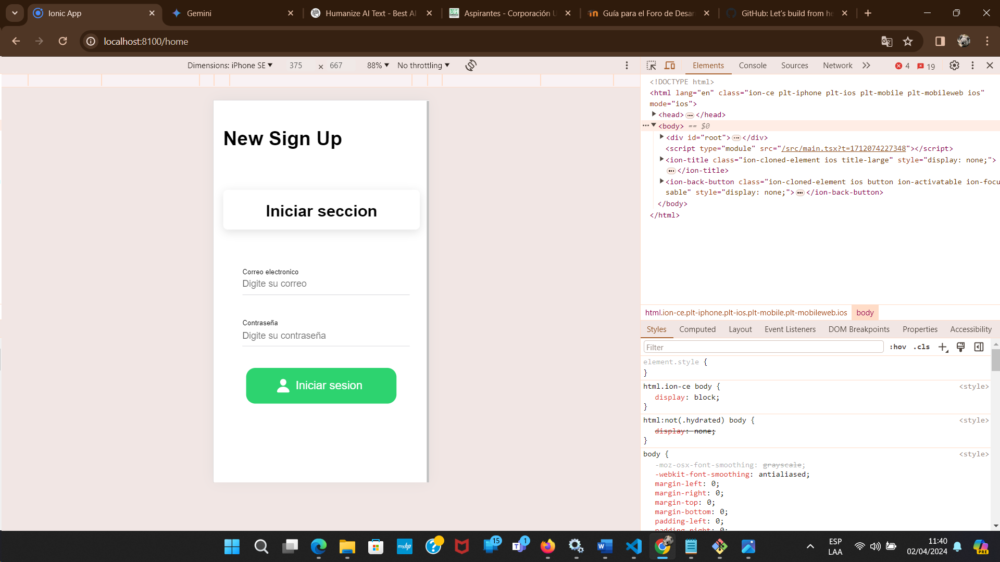 Ionic App
Gemini
Humanize AI Text - Best AI
Aspirantes - Corporación U
Guía para el Foro de Desar
GitHub: Let's build from he
localhost:8100/home
Dimensions: iPhone SE 375 × 667 88% No throttling
Elements Console Sources Network 4 19
<!DOCTYPE html>
<html lang="en" class="ion-ce plt-iphone plt-ios plt-mobile plt-mobileweb ios"
mode="ios">
<head> ••• </head>
••• <body> == $0
<div id="root"> ••• </div>
<script type="module" src="/src/main.tsx?t=1712074227348"></script>
<ion-title class="ion-cloned-element ios title-large" style="display: none;">
••• </ion-title>
<ion-back-button class="ion-cloned-element ios button ion-activatable ion-focu
sable" style="display: none;"> ••• </ion-back-button>
</body>
</html>
New Sign Up
Iniciar seccion
Correo electronico
Digite su correo
Contraseña
Digite su contraseña
Iniciar sesion
html.ion-ce.plt-iphone.plt-ios.plt-mobile.plt-mobileweb.ios body
Styles Computed Layout Event Listeners DOM Breakpoints Properties Accessibility
Filter :hov .cls
element.style {
}
html.ion-ce body { <style>
display: block;
}
html:not(.hydrated) body { <style>
display: none;
}
body { <style>
-moz-osx-font-smoothing: grayscale;
-webkit-font-smoothing: antialiased;
margin-left: 0;
margin-right: 0;
margin-top: 0;
margin-bottom: 0;
padding-left: 0;
padding-right: 0;
myhp
15
1
ESP
LAA
11:40
02/04/2024
PRE